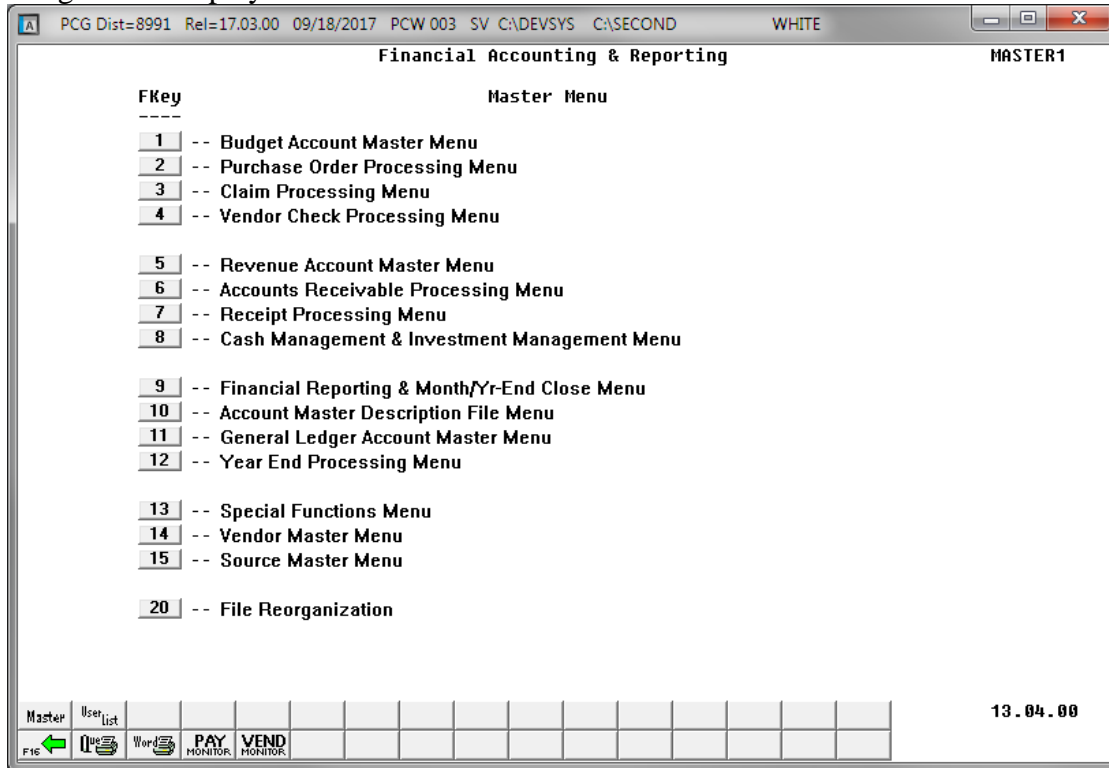 PCG Dist=8991 Rel=17.03.00 09/18/2017 PCW 003 SV C:\DEVSYS C:\SECOND WHITE
Financial Accounting & Reporting MASTER1
FKey Master Menu
----
1 -- Budget Account Master Menu
2 -- Purchase Order Processing Menu
3 -- Claim Processing Menu
4 -- Vendor Check Processing Menu
5 -- Revenue Account Master Menu
6 -- Accounts Receivable Processing Menu
7 -- Receipt Processing Menu
8 -- Cash Management & Investment Management Menu
9 -- Financial Reporting & Month/Yr-End Close Menu
10 -- Account Master Description File Menu
11 -- General Ledger Account Master Menu
12 -- Year End Processing Menu
13 -- Special Functions Menu
14 -- Vendor Master Menu
15 -- Source Master Menu
20 -- File Reorganization
Master User List 13.04.00
F16 Que Word PAY MONITOR VEND MONITOR